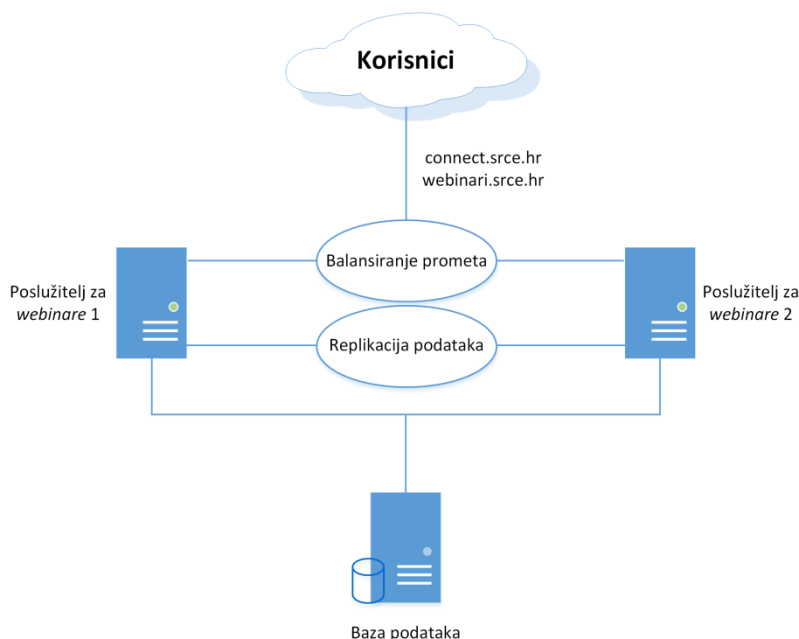 Korisnici
connect.srce.hr
webinari.srce.hr
Balansiranje prometa
Poslužitelj za
webinare 1
Poslužitelj za
webinare 2
Replikacija podataka
Baza podataka